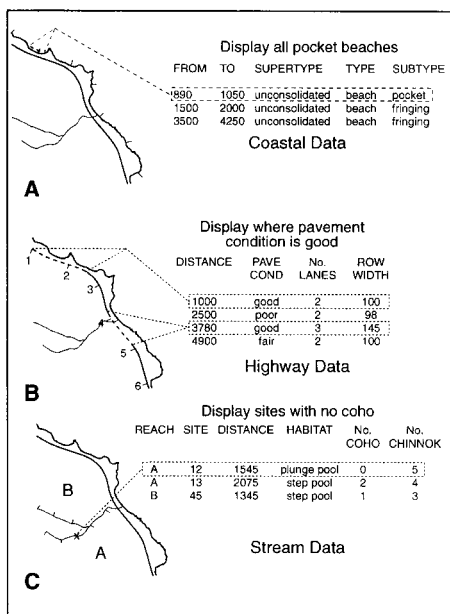 Display all pocket beaches
FROM TO SUPERTYPE TYPE SUBTYPE
890 1050 unconsolidated beach pocket
1500 2000 unconsolidated beach fringing
3500 4250 unconsolidated beach fringing
Coastal Data
A
Display where pavement
condition is good
DISTANCE PAVE COND No. LANES ROW WIDTH
1000 good 2 100
2500 poor 2 98
3780 good 3 145
4900 fair 2 100
Highway Data
1
2
3
4
5
6
B
Display sites with no coho
REACH SITE DISTANCE HABITAT No. COHO No. CHINNOK
A 12 1545 plunge pool 0 5
A 13 2075 step pool 2 4
B 45 1345 step pool 1 3
B
x
A
Stream Data
C